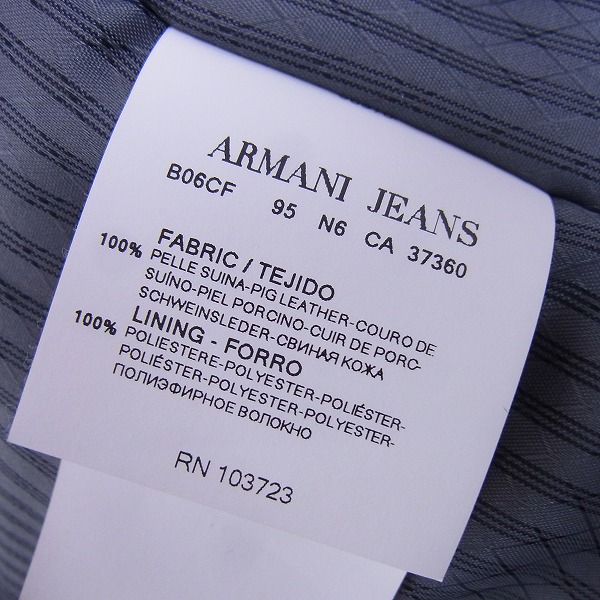 ARMANI JEANS
B06CF 95 N6 CA 37360
FABRIC / TEJIDO
100% PELLE SUINA-PIG LEATHER-COURO DE
SUÍNO-PIEL PORCINO-CUIR DE PORC-
SCHWEINSLEDER-СВИНАЯ КОЖА
LINING - FORRO
100% POLIESTERE-POLYESTER-POLIÉSTER-
POLIÉSTER-POLYESTER-POLYESTER-
ПОЛИЭФИРНОЕ ВОЛОКНО
RN 103723